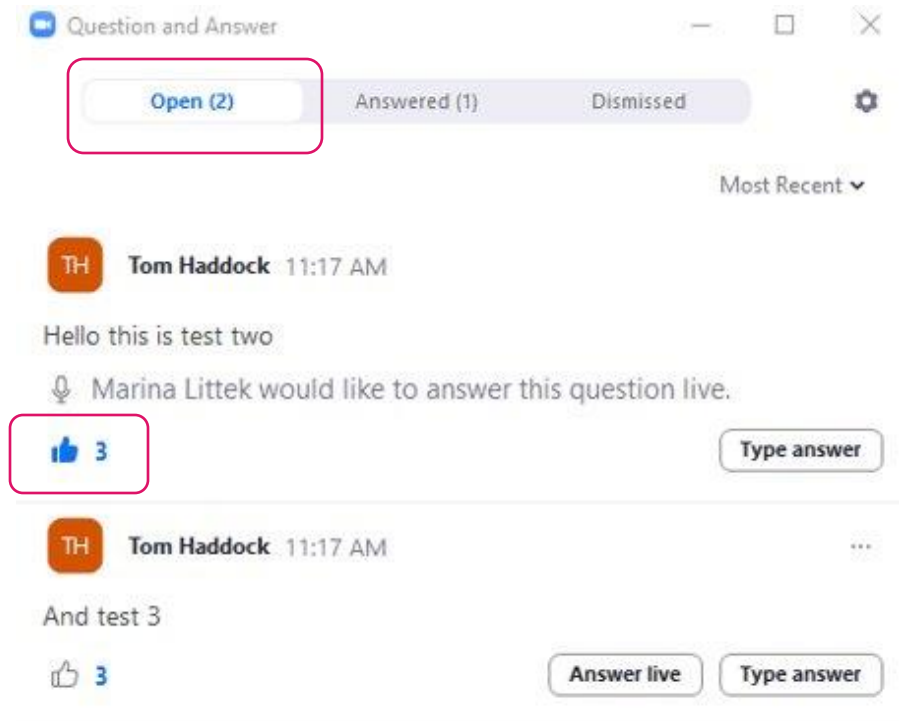 Question and Answer
Open (2) Answered (1) Dismissed
Most Recent
TH Tom Haddock 11:17 AM
Hello this is test two
Marina Littek would like to answer this question live.
3 Type answer
TH Tom Haddock 11:17 AM ...
And test 3
3 Answer live Type answer